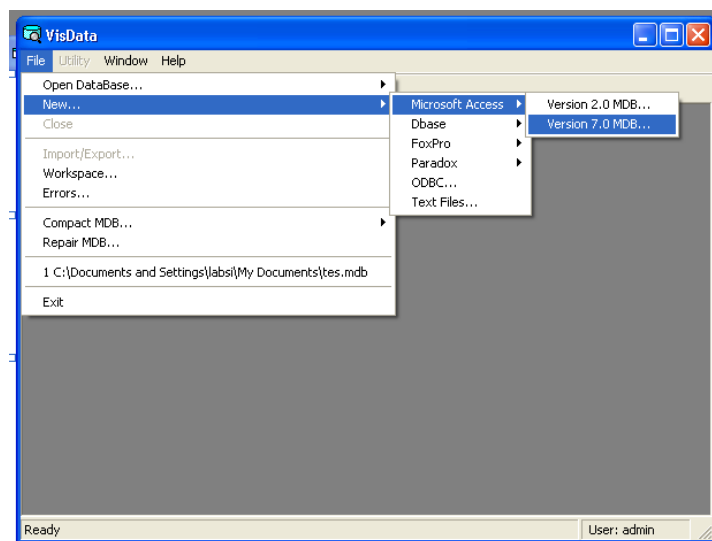 VisData
File Utility Window Help
Open DataBase...
New...
Close
Import/Export...
Workspace...
Errors...
Compact MDB...
Repair MDB...
1 C:\Documents and Settings\labsi\My Documents\tes.mdb
Exit
Microsoft Access
Dbase
FoxPro
Paradox
ODBC...
Text Files...
Version 2.0 MDB...
Version 7.0 MDB...
Ready
User: admin